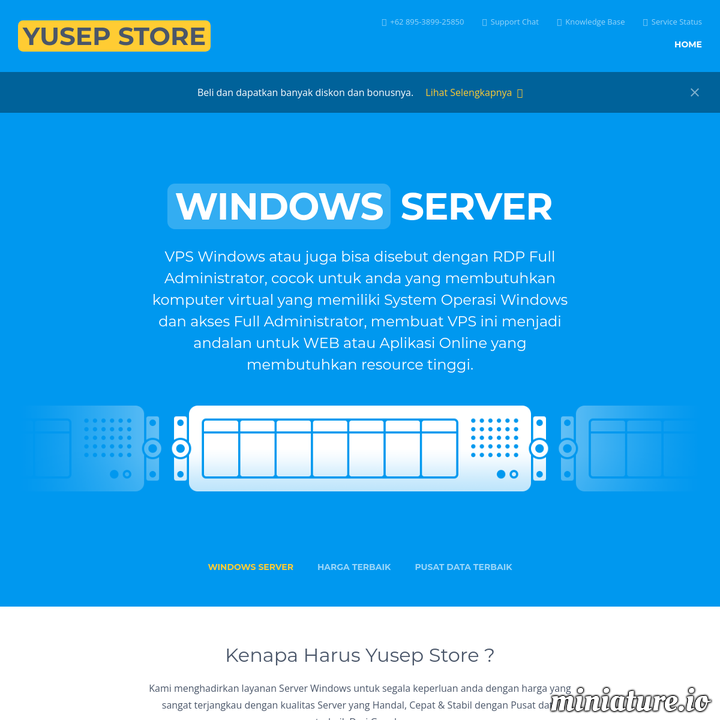 YUSEP STORE
+62 895-3899-25850 Support Chat Knowledge Base Service Status
HOME
Beli dan dapatkan banyak diskon dan bonusnya. Lihat Selengkapnya
WINDOWS SERVER
VPS Windows atau juga bisa disebut dengan RDP Full
Administrator, cocok untuk anda yang membutuhkan
komputer virtual yang memiliki System Operasi Windows
dan akses Full Administrator, membuat VPS ini menjadi
andalan untuk WEB atau Aplikasi Online yang
membutuhkan resource tinggi.
WINDOWS SERVER HARGA TERBAIK PUSAT DATA TERBAIK
Kenapa Harus Yusep Store ?
Kami menghadirkan layanan Server Windows untuk segala keperluan anda dengan harga yang
sangat terjangkau dengan kualitas Server yang Handal, Cepat & Stabil dengan Pusat
miniature.io